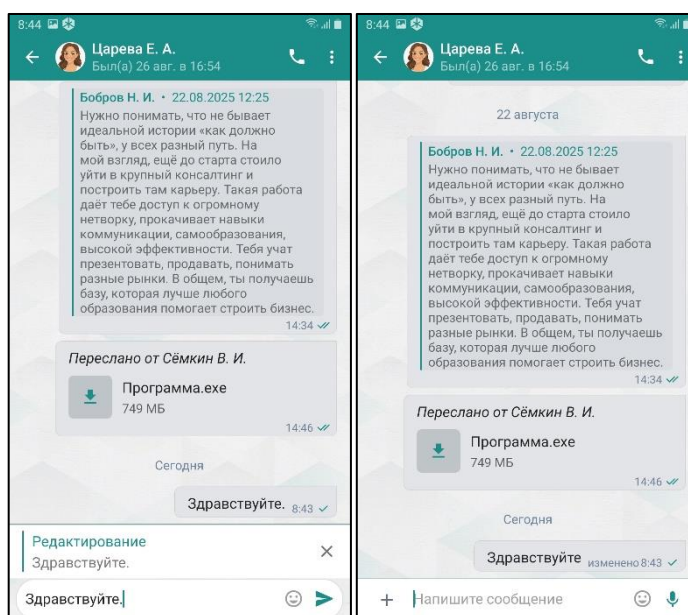 8:44
Царева Е. А.
Был(а) 26 авг. в 16:54
Бобров Н. И. • 22.08.2025 12:25
Нужно понимать, что не бывает
идеальной истории «как должно
быть», у всех разный путь. На
мой взгляд, ещё до старта стоило
уйти в крупный консалтинг и
построить там карьеру. Такая работа
даёт тебе доступ к огромному
нетворку, прокачивает навыки
коммуникации, самообразования,
высокой эффективности. Тебя учат
презентовать, продавать, понимать
разные рынки. В общем, ты получаешь
базу, которая лучше любого
образования помогает строить бизнес.
14:34
Переслано от Сёмкин В. И.
Программа.exe
749 МБ
14:46
Сегодня
Здравствуйте. 8:43
Редактирование
Здравствуйте.
Здравствуйте.
8:44
Царева Е. А.
Был(а) 26 авг. в 16:54
22 августа
Бобров Н. И. • 22.08.2025 12:25
Нужно понимать, что не бывает
идеальной истории «как должно
быть», у всех разный путь. На
мой взгляд, ещё до старта стоило
уйти в крупный консалтинг и
построить там карьеру. Такая работа
даёт тебе доступ к огромному
нетворку, прокачивает навыки
коммуникации, самообразования,
высокой эффективности. Тебя учат
презентовать, продавать, понимать
разные рынки. В общем, ты получаешь
базу, которая лучше любого
образования помогает строить бизнес.
14:34
Переслано от Сёмкин В. И.
Программа.exe
749 МБ
14:46
Сегодня
Здравствуйте изменено 8:43
Напишите сообщение